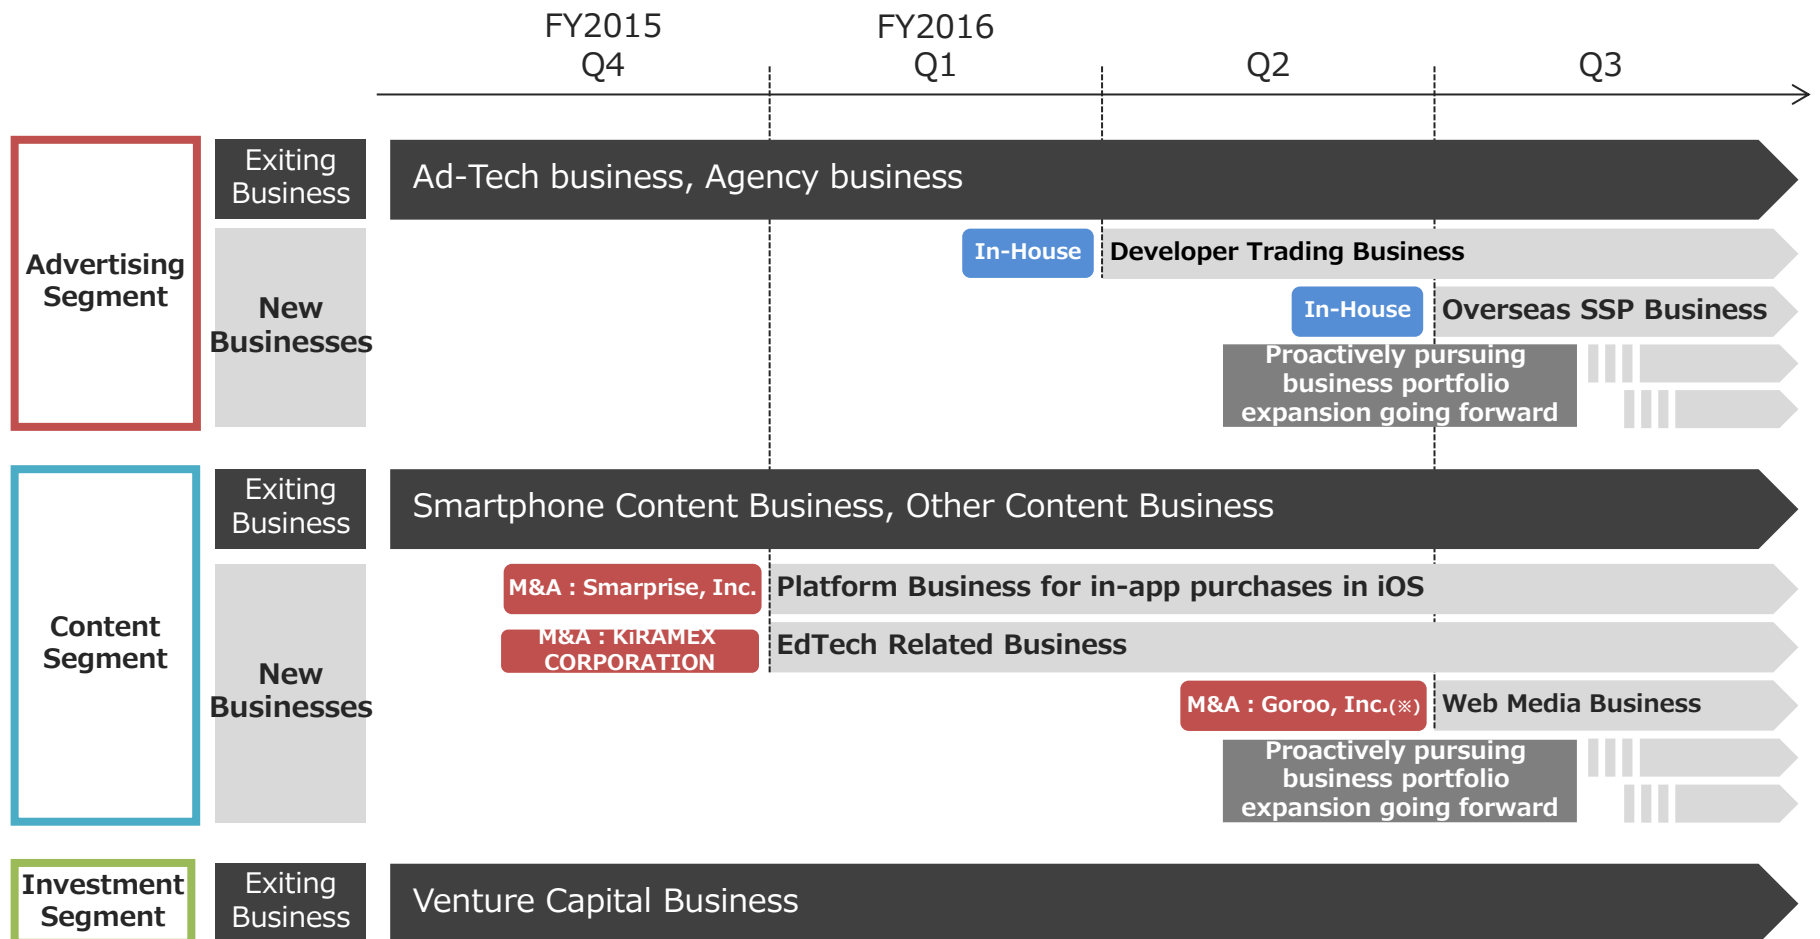 FY2015
Q4
FY2016
Q1
Q2
Q3
Advertising
Segment
Exiting
Business
Ad-Tech business, Agency business
New
Businesses
In-House
Developer Trading Business
In-House
Overseas SSP Business
Proactively pursuing
business portfolio
expansion going forward
Content
Segment
Exiting
Business
Smartphone Content Business, Other Content Business
New
Businesses
M&A : Smarprise, Inc.
Platform Business for in-app purchases in iOS
M&A : KiRAMEX
CORPORATION
EdTech Related Business
M&A : Goroo, Inc.(※)
Web Media Business
Proactively pursuing
business portfolio
expansion going forward
Investment
Segment
Exiting
Business
Venture Capital Business